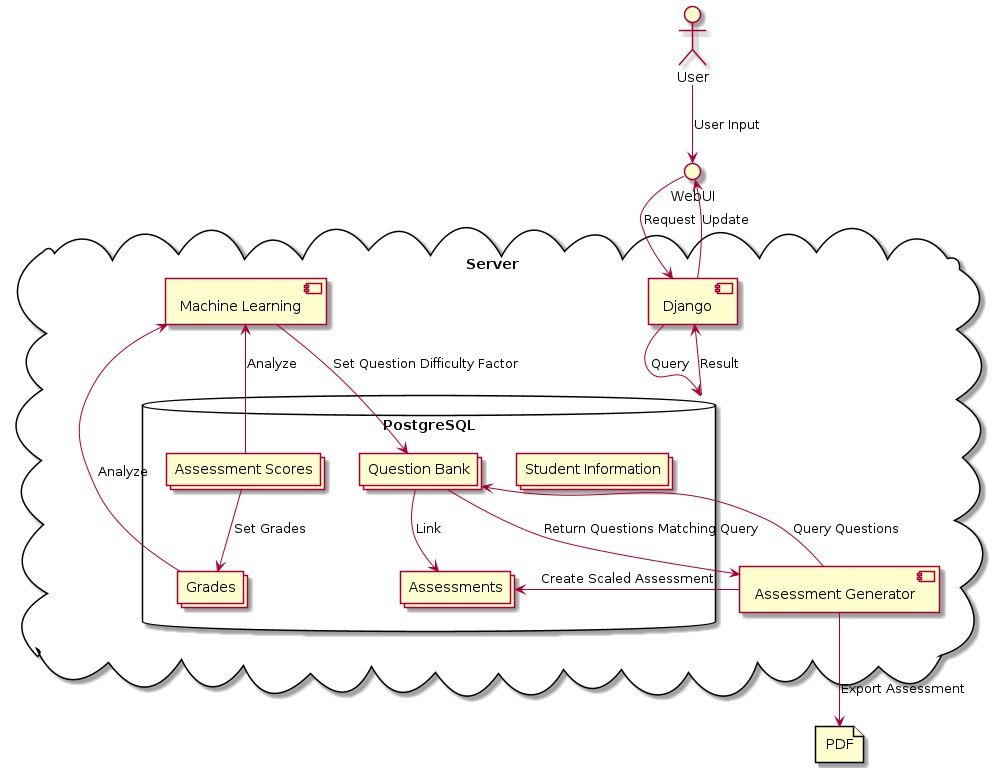 User
User Input
WebUI
Request
Update
Server
Machine Learning
Django
Analyze
Set Question Difficulty Factor
Query
Result
PostgreSQL
Assessment Scores
Question Bank
Student Information
Analyze
Set Grades
Link
Return Questions Matching Query
Query Questions
Grades
Assessments
Create Scaled Assessment
Assessment Generator
Export Assessment
PDF